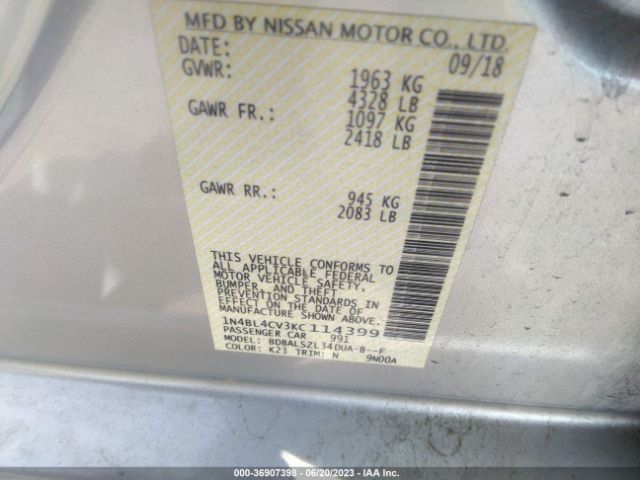 MFD BY NISSAN MOTOR CO., LTD.
DATE: 09/18
GVWR: 1963 KG
4328 LB
GAWR FR.: 1097 KG
2418 LB
GAWR RR.: 945 KG
2083 LB
THIS VEHICLE CONFORMS TO
ALL APPLICABLE FEDERAL
MOTOR VEHICLE SAFETY,
BUMPER, AND THEFT
PREVENTION STANDARDS IN
EFFECT ON THE DATE OF
MANUFACTURE SHOWN ABOVE.
1N4BL4CV3KC114399
PASSENGER CAR 991
MODEL: BDBALSZL34DUA-B--F
COLOR: K23 TRIM: N 9N00A
000-36907398 - 06/20/2023 - IAA Inc.